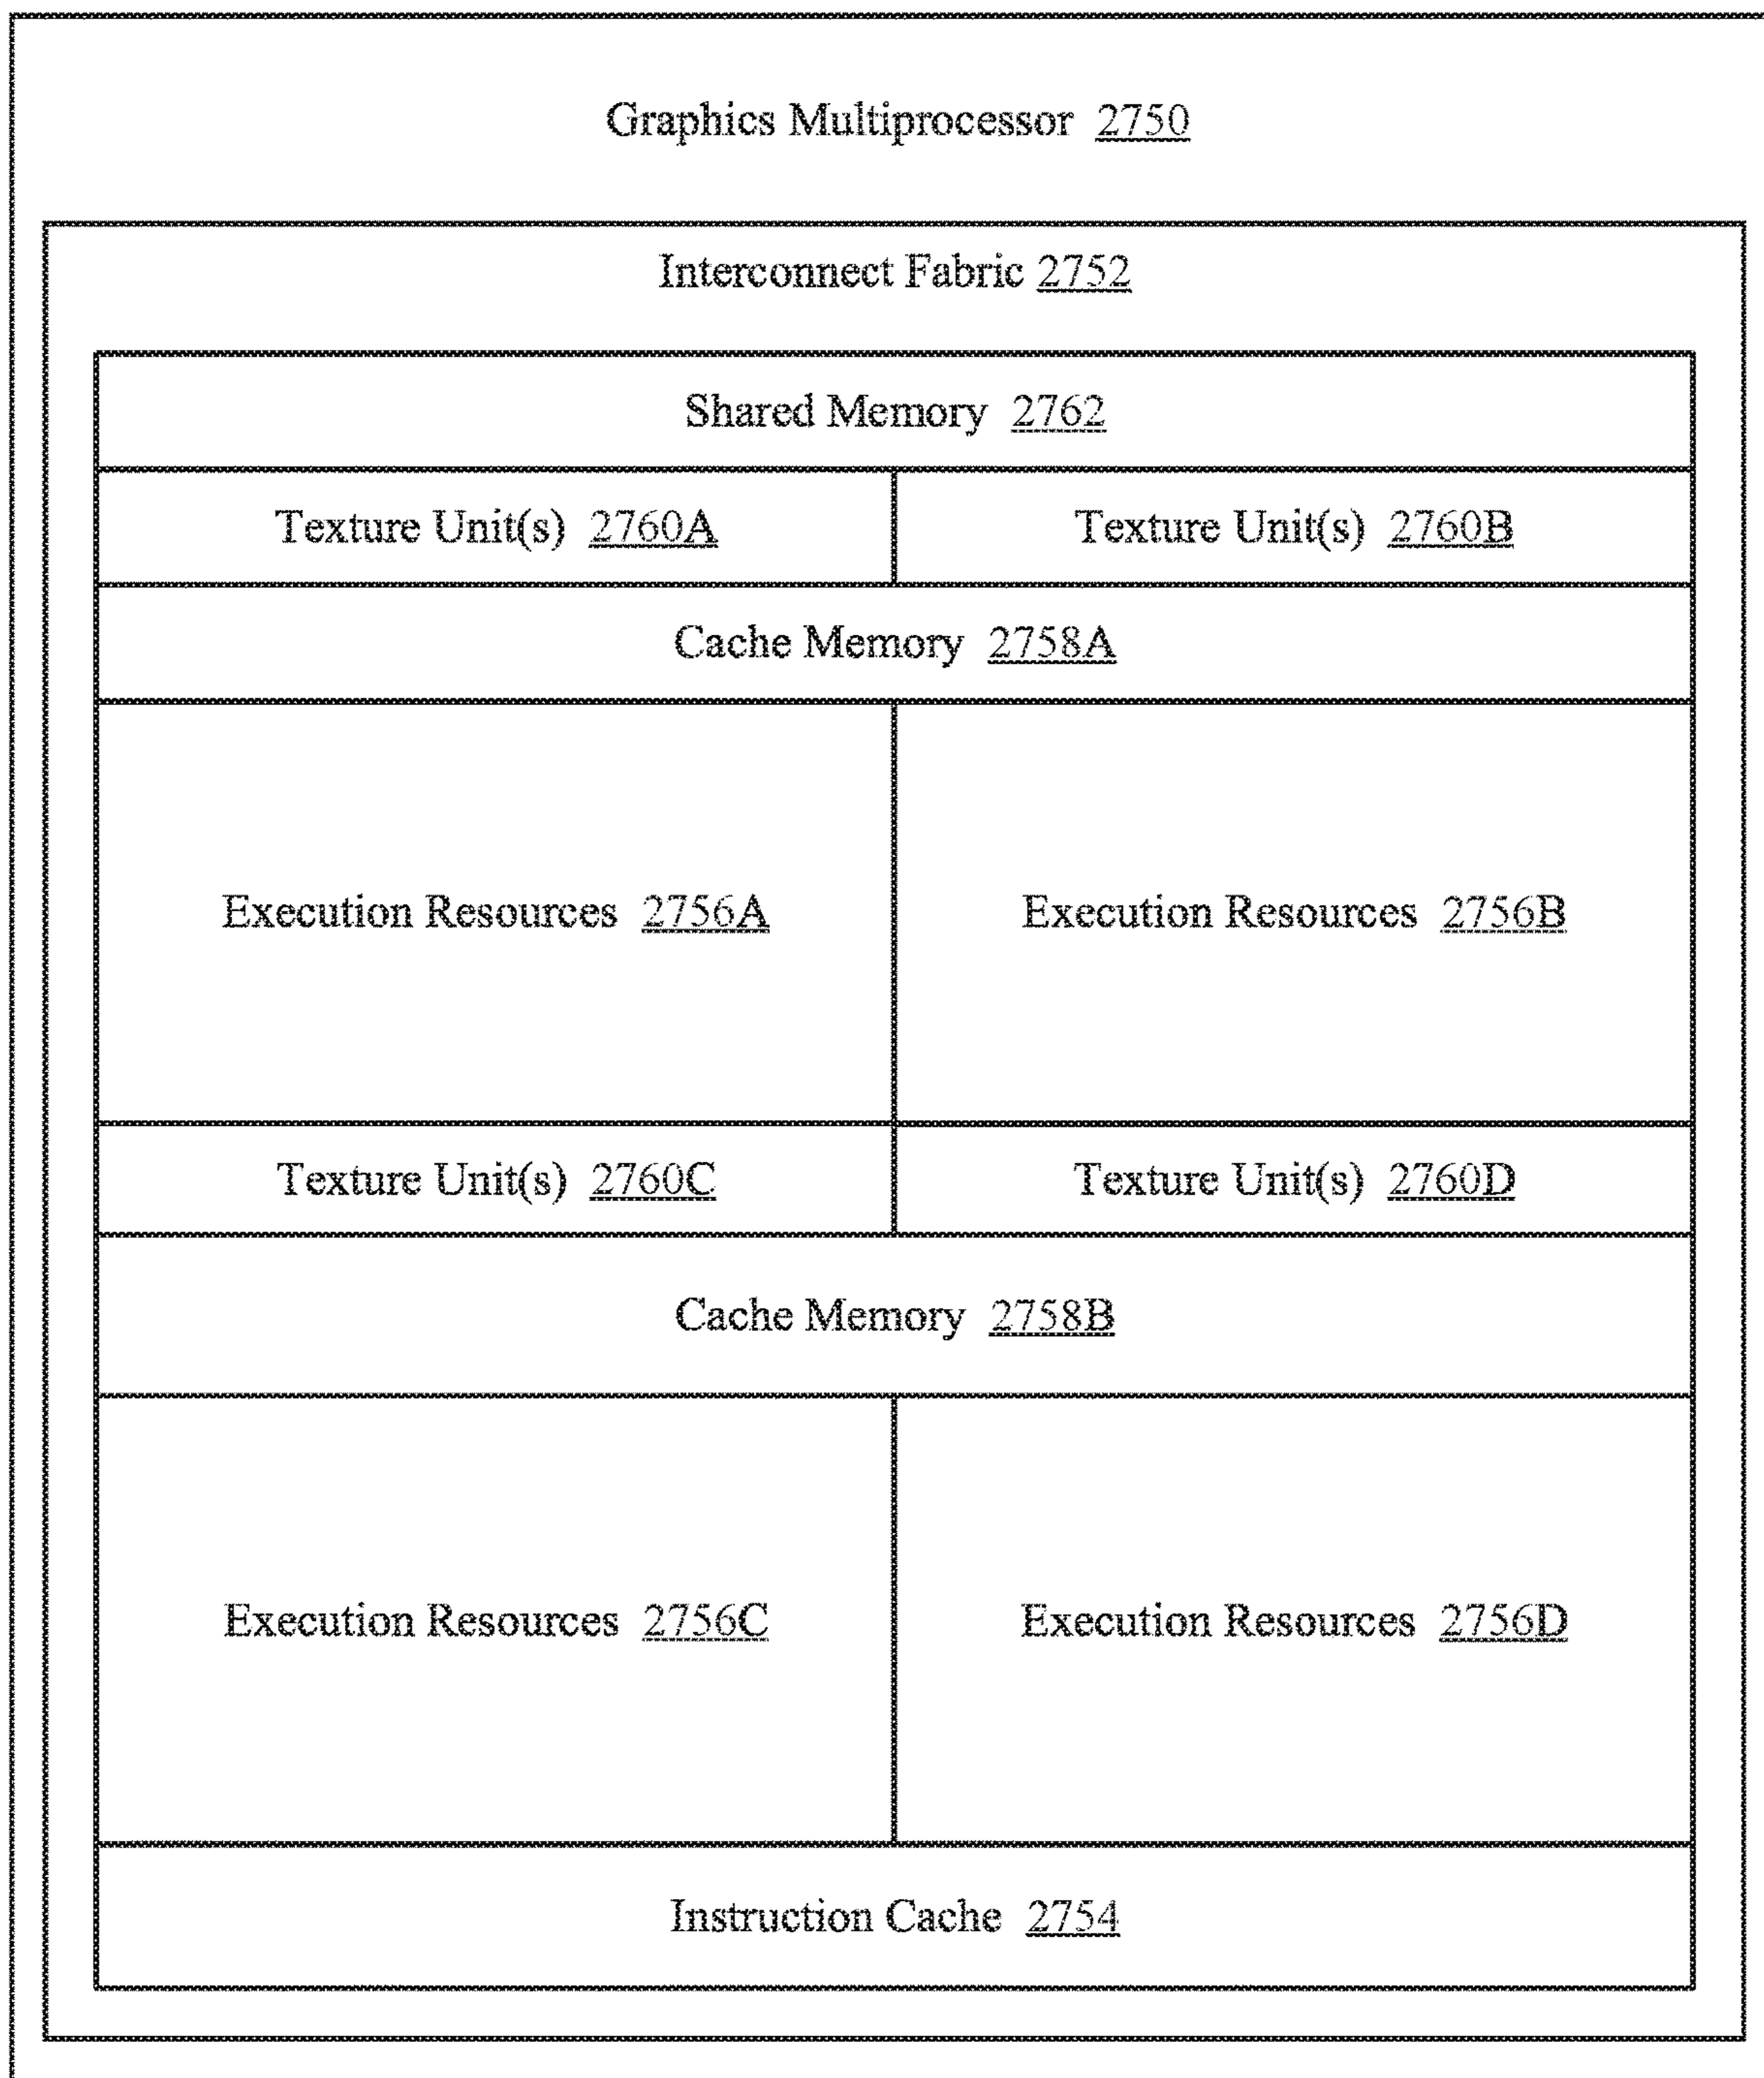 Graphics Multiprocessor 2750
Interconnect Fabric 2752
Shared Memory 2762
Texture Unit(s) 2760A
Texture Unit(s) 2760B
Cache Memory 2758A
Execution Resources 2756A
Execution Resources 2756B
Texture Unit(s) 2760C
Texture Unit(s) 2760D
Cache Memory 2758B
Execution Resources 2756C
Execution Resources 2756D
Instruction Cache 2754